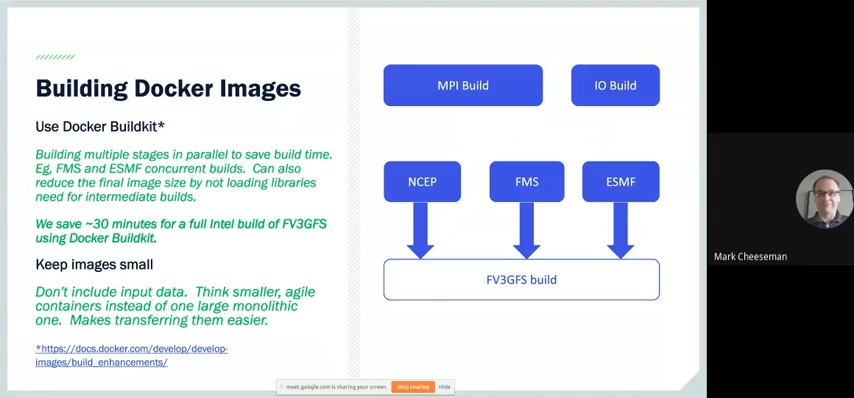 Building Docker Images
Use Docker Buildkit*
Building multiple stages in parallel to save build time.
Eg, FMS and ESMF concurrent builds. Can also
reduce the final image size by not loading libraries
need for intermediate builds.
We save ~30 minutes for a full Intel build of FV3GFS
using Docker Buildkit.
Keep images small
Don't include input data. Think smaller, agile
containers instead of one large monolithic
one. Makes transferring them easier.
*https://docs.docker.com/develop/develop-
images/build_enhancements/
MPI Build
IO Build
NCEP
FMS
ESMF
FV3GFS build
Mark Cheeseman
meet.google.com is sharing your screen.
Stop sharing
Hide